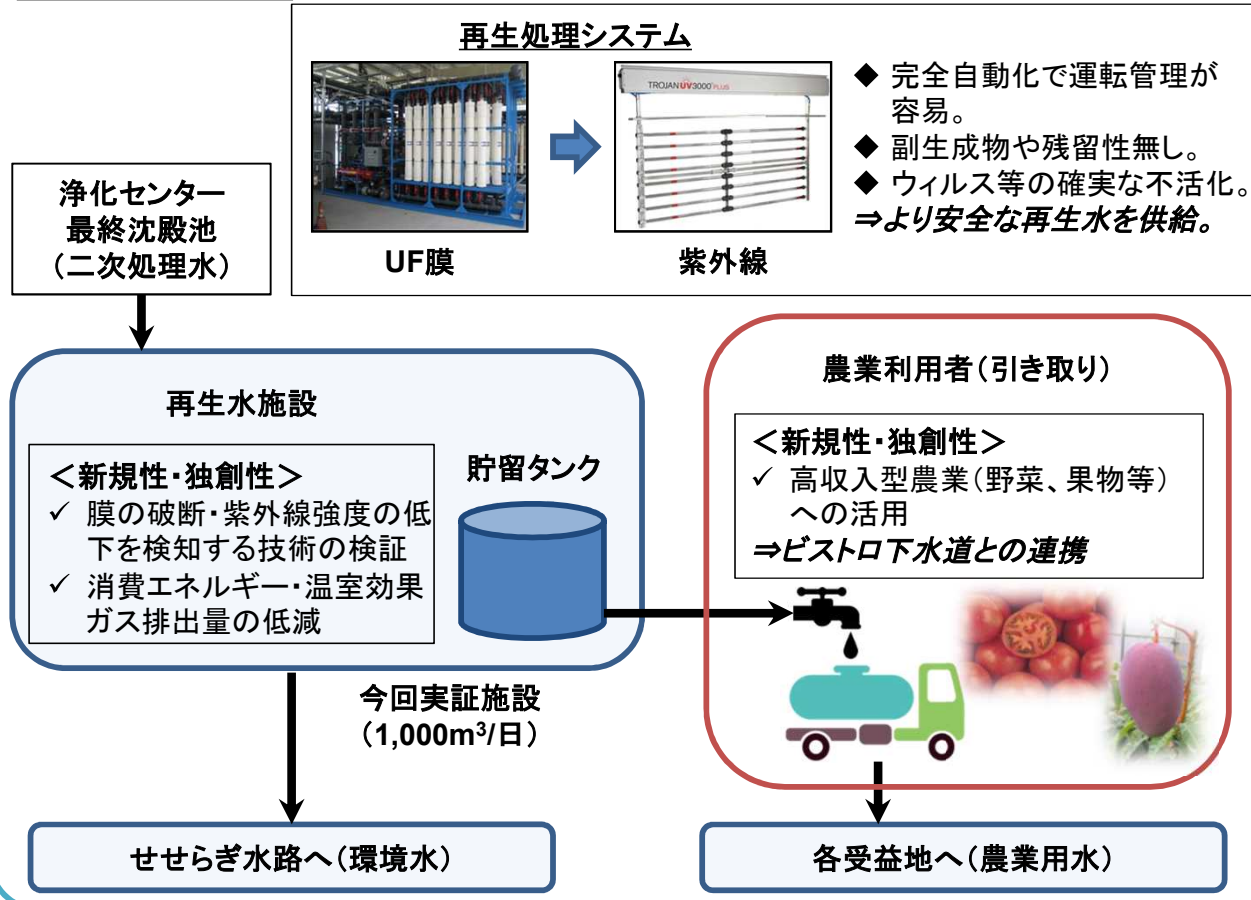 再生処理システム
TROJANUV3000PLUS
UF膜
紫外線
◆ 完全自動化で運転管理が
容易。
◆ 副生成物や残留性無し。
◆ ウィルス等の確実な不活化。
⇒より安全な再生水を供給。
浄化センター
最終沈殿池
（二次処理水）
再生水施設
＜新規性・独創性＞
✓ 膜の破断・紫外線強度の低
下を検知する技術の検証
✓ 消費エネルギー・温室効果
ガス排出量の低減
貯留タンク
今回実証施設
（1,000m³/日）
農業利用者（引き取り）
＜新規性・独創性＞
✓ 高収入型農業（野菜、果物等）
への活用
⇒ビストロ下水道との連携
せせらぎ水路へ（環境水）
各受益地へ（農業用水）